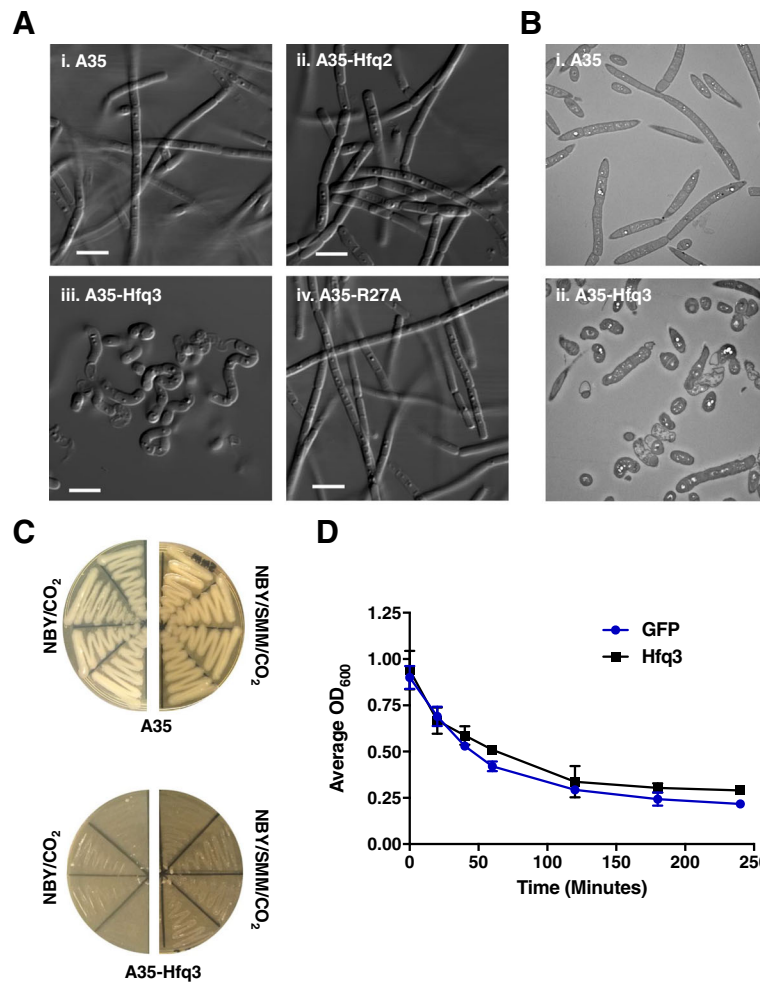 A
B
i. A35
ii. A35-Hfq2
i. A35
iii. A35-Hfq3
iv. A35-R27A
ii. A35-Hfq3
C
D
NBY/CO₂
NBY/SMM/CO₂
A35
NBY/CO₂
NBY/SMM/CO₂
A35-Hfq3
Average OD₆₀₀
1.25
1.00
0.75
0.50
0.25
0.00
GFP
Hfq3
0
50
100
150
200
250
Time (Minutes)